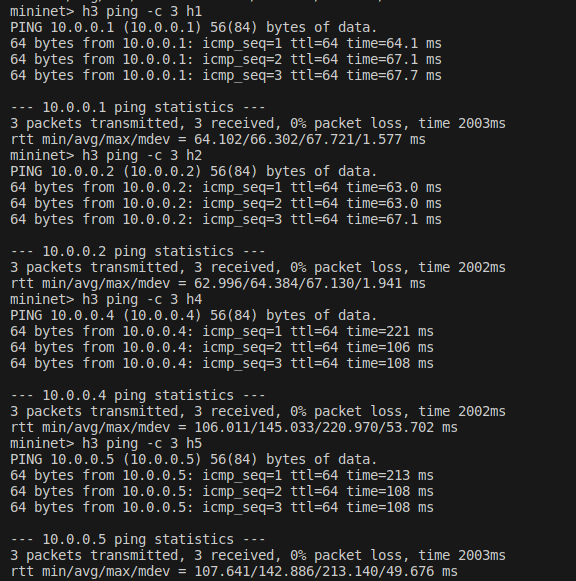 mininet> h3 ping -c 3 h1
PING 10.0.0.1 (10.0.0.1) 56(84) bytes of data.
64 bytes from 10.0.0.1: icmp_seq=1 ttl=64 time=64.1 ms
64 bytes from 10.0.0.1: icmp_seq=2 ttl=64 time=67.1 ms
64 bytes from 10.0.0.1: icmp_seq=3 ttl=64 time=67.7 ms
--- 10.0.0.1 ping statistics ---
3 packets transmitted, 3 received, 0% packet loss, time 2003ms
rtt min/avg/max/mdev = 64.102/66.302/67.721/1.577 ms
mininet> h3 ping -c 3 h2
PING 10.0.0.2 (10.0.0.2) 56(84) bytes of data.
64 bytes from 10.0.0.2: icmp_seq=1 ttl=64 time=63.0 ms
64 bytes from 10.0.0.2: icmp_seq=2 ttl=64 time=63.0 ms
64 bytes from 10.0.0.2: icmp_seq=3 ttl=64 time=67.1 ms
--- 10.0.0.2 ping statistics ---
3 packets transmitted, 3 received, 0% packet loss, time 2002ms
rtt min/avg/max/mdev = 62.996/64.384/67.130/1.941 ms
mininet> h3 ping -c 3 h4
PING 10.0.0.4 (10.0.0.4) 56(84) bytes of data.
64 bytes from 10.0.0.4: icmp_seq=1 ttl=64 time=221 ms
64 bytes from 10.0.0.4: icmp_seq=2 ttl=64 time=106 ms
64 bytes from 10.0.0.4: icmp_seq=3 ttl=64 time=108 ms
--- 10.0.0.4 ping statistics ---
3 packets transmitted, 3 received, 0% packet loss, time 2002ms
rtt min/avg/max/mdev = 106.011/145.033/220.970/53.702 ms
mininet> h3 ping -c 3 h5
PING 10.0.0.5 (10.0.0.5) 56(84) bytes of data.
64 bytes from 10.0.0.5: icmp_seq=1 ttl=64 time=213 ms
64 bytes from 10.0.0.5: icmp_seq=2 ttl=64 time=108 ms
64 bytes from 10.0.0.5: icmp_seq=3 ttl=64 time=108 ms
--- 10.0.0.5 ping statistics ---
3 packets transmitted, 3 received, 0% packet loss, time 2003ms
rtt min/avg/max/mdev = 107.641/142.886/213.140/49.676 ms